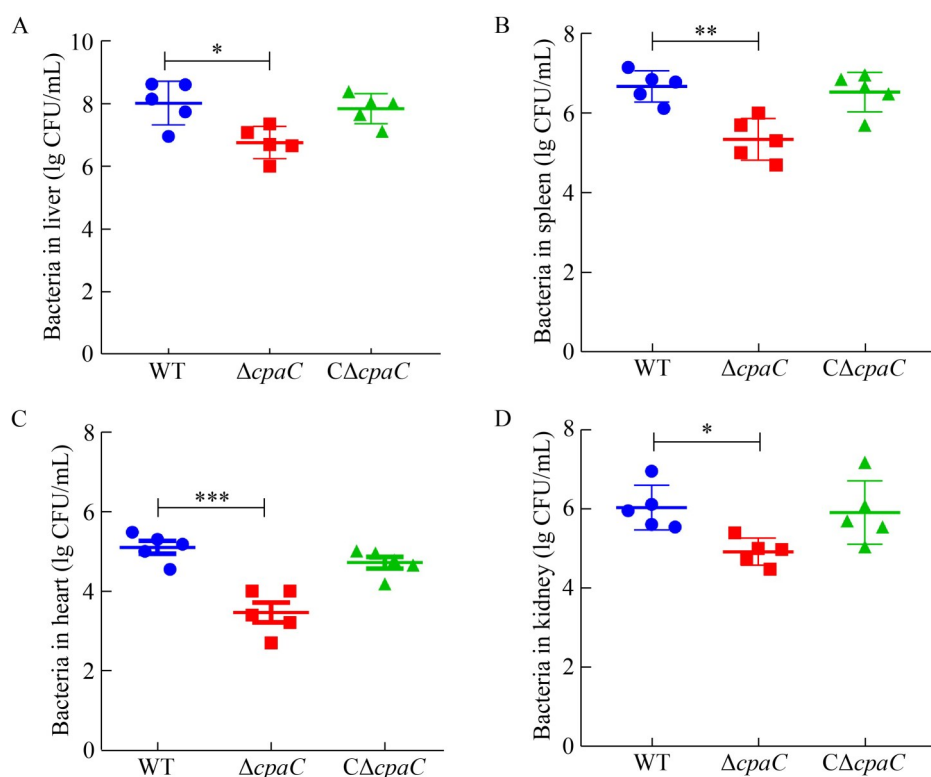 A
Bacteria in liver (lg CFU/mL)
10
8
6
4
2
0
*
WT
ΔcpaC
CΔcpaC
B
Bacteria in spleen (lg CFU/mL)
8
6
4
2
0
**
WT
ΔcpaC
CΔcpaC
C
Bacteria in heart (lg CFU/mL)
8
6
4
2
0
***
WT
ΔcpaC
CΔcpaC
D
Bacteria in kidney (lg CFU/mL)
8
6
4
2
0
*
WT
ΔcpaC
CΔcpaC